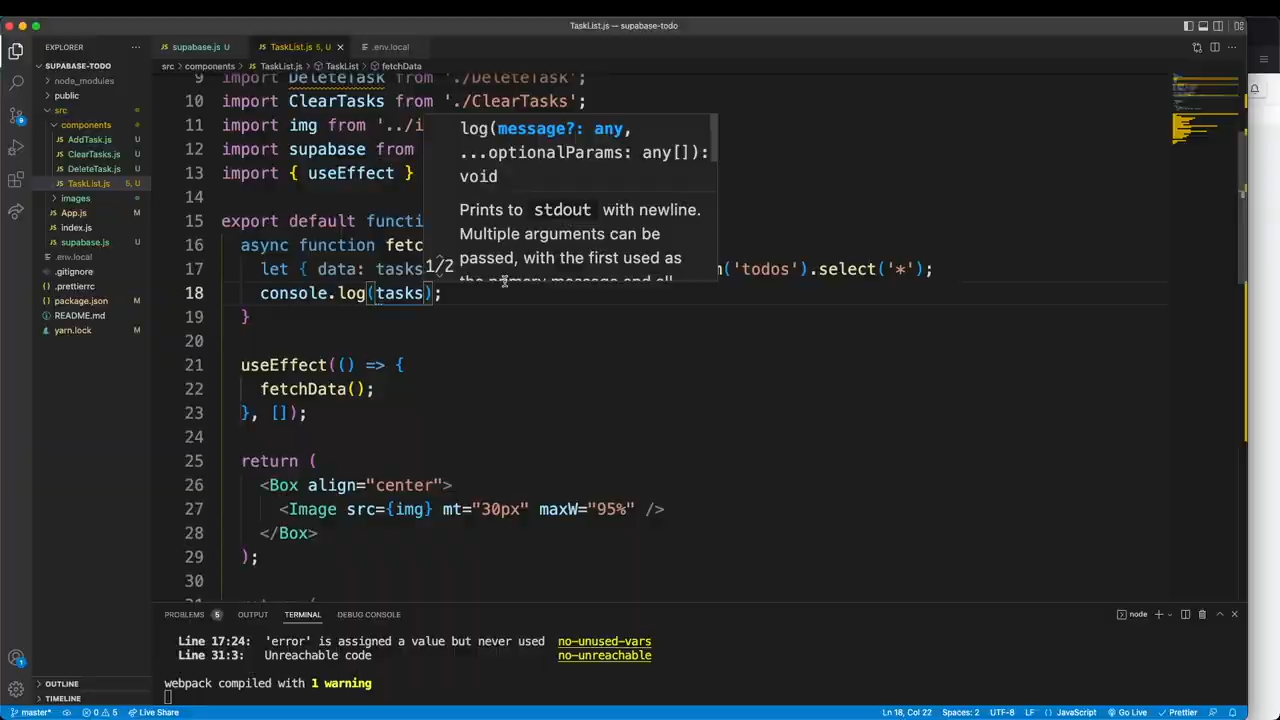 TaskList.js — supabase-todo
EXPLORER
supabase.js U
TaskList.js 5, U
.env.local
SUPABASE-TODO
src > components > TaskList.js > TaskList > fetchData
node_modules
public
src
components
AddTask.js U
ClearTasks.js U
DeleteTask.js U
TaskList.js 5, U
images
App.js M
index.js
supabase.js U
.env.local
.gitignore
.prettierrc
package.json M
README.md
yarn.lock M
OUTLINE
TIMELINE
9 import DeleteTask from './DeleteTask';
10 import ClearTasks from './ClearTasks';
11 import img from '../i
12 import supabase from
13 import { useEffect }
14
15 export default functi
16 async function fetc
17 let { data: tasks m('todos').select('*');
18 console.log(tasks);
19 }
20
21 useEffect(() => {
22 fetchData();
23 }, []);
24
25 return (
26 <Box align="center">
27 <Image src={img} mt="30px" maxW="95%" />
28 </Box>
29 );
30
log(message?: any,
...optionalParams: any[]):
void
Prints to stdout with newline.
Multiple arguments can be
passed, with the first used as
the primary message and all
1/2
PROBLEMS 5 OUTPUT TERMINAL DEBUG CONSOLE
node
Line 17:24: 'error' is assigned a value but never used no-unused-vars
Line 31:3: Unreachable code no-unreachable
webpack compiled with 1 warning
master* 0 5 Live Share
Ln 18, Col 22 Spaces: 2 UTF-8 LF JavaScript Go Live Prettier